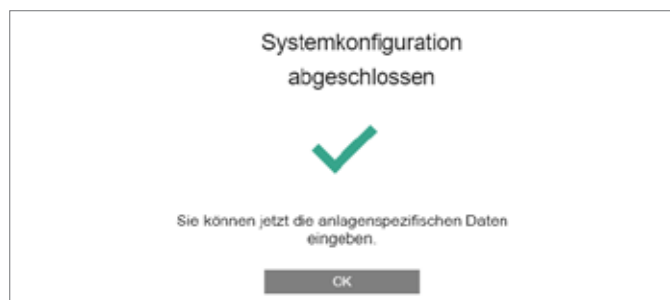 Systemkonfiguration
abgeschlossen
Sie können jetzt die anlagenspezifischen Daten
eingeben.
OK